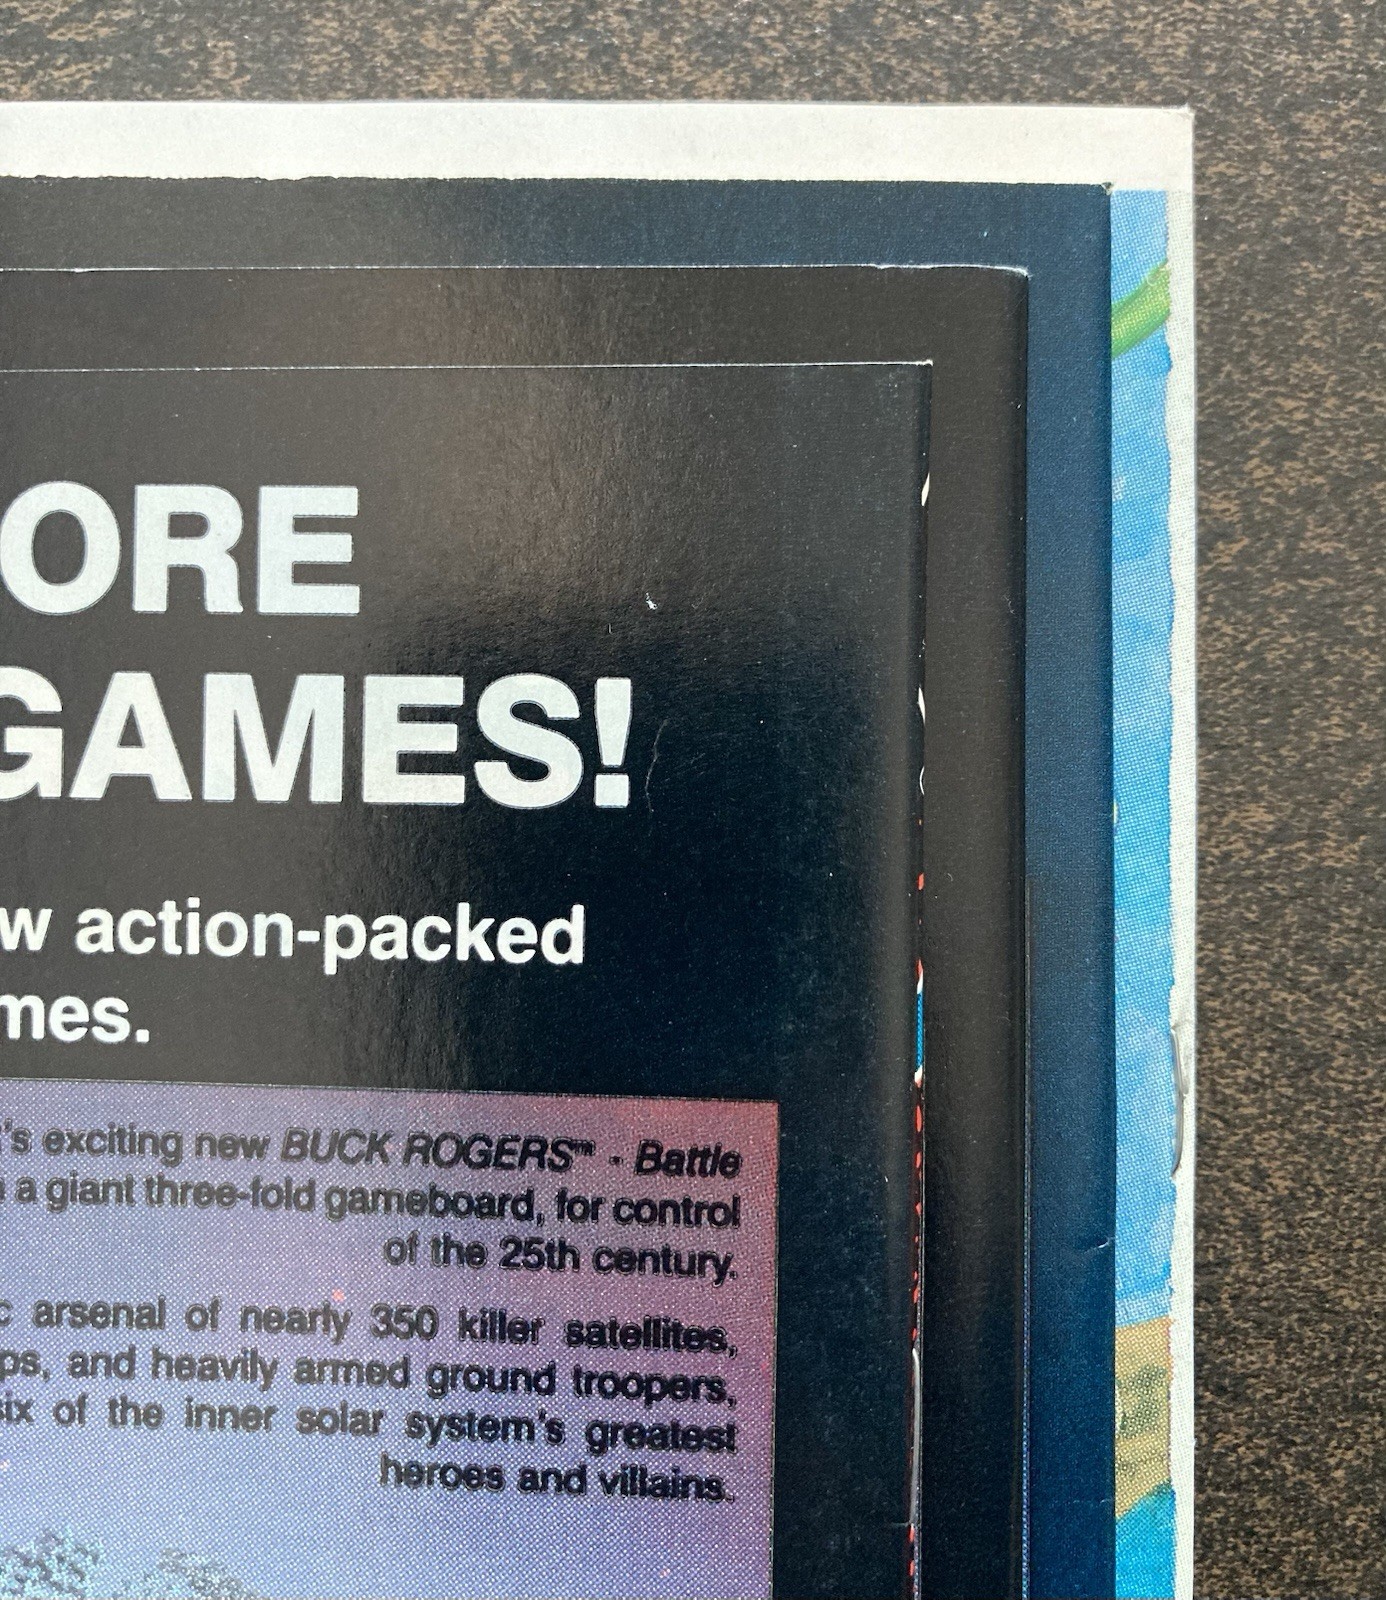 ORE
GAMES!
w action-packed
mes.
's exciting new BUCK ROGERS™ - Battle
a giant three-fold gameboard, for control
of the 25th century.
c arsenal of nearly 350 killer satellites,
ps, and heavily armed ground troopers,
six of the inner solar system's greatest
heroes and villains.